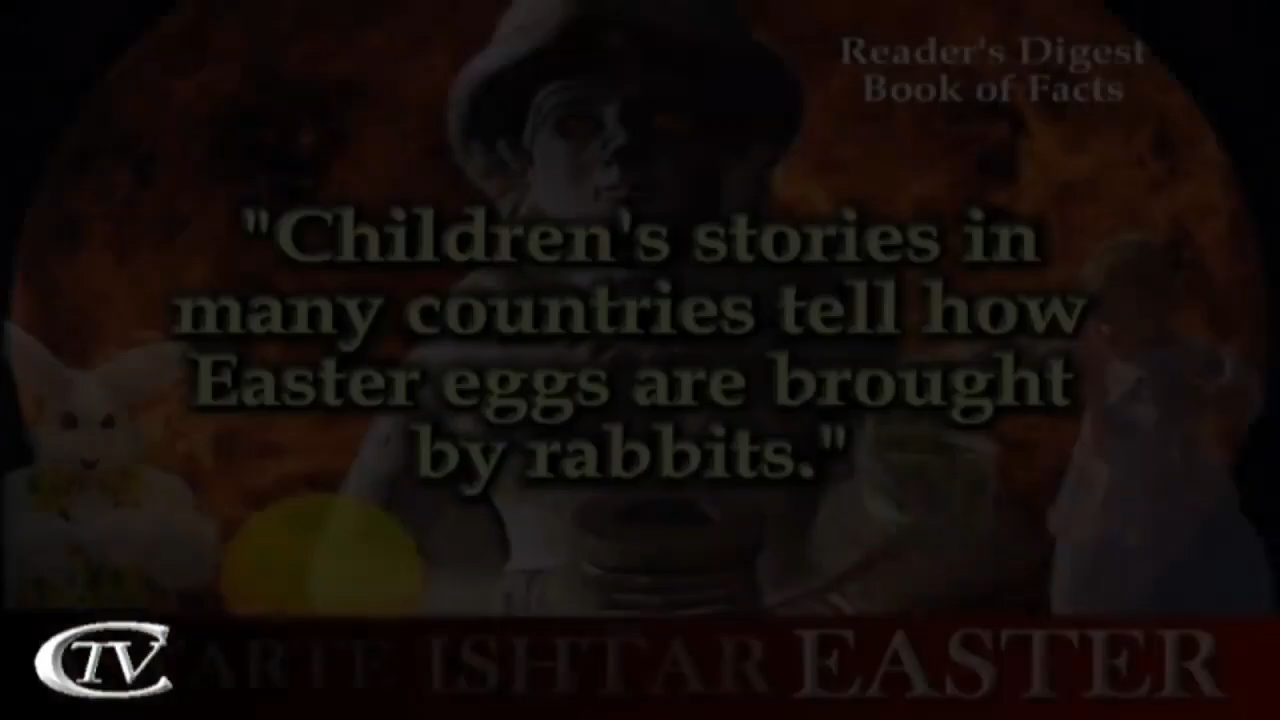 Reader's Digest
Book of Facts
"Children's stories in
many countries tell how
Easter eggs are brought
by rabbits."
CTV
ARTE ISHTAR EASTER